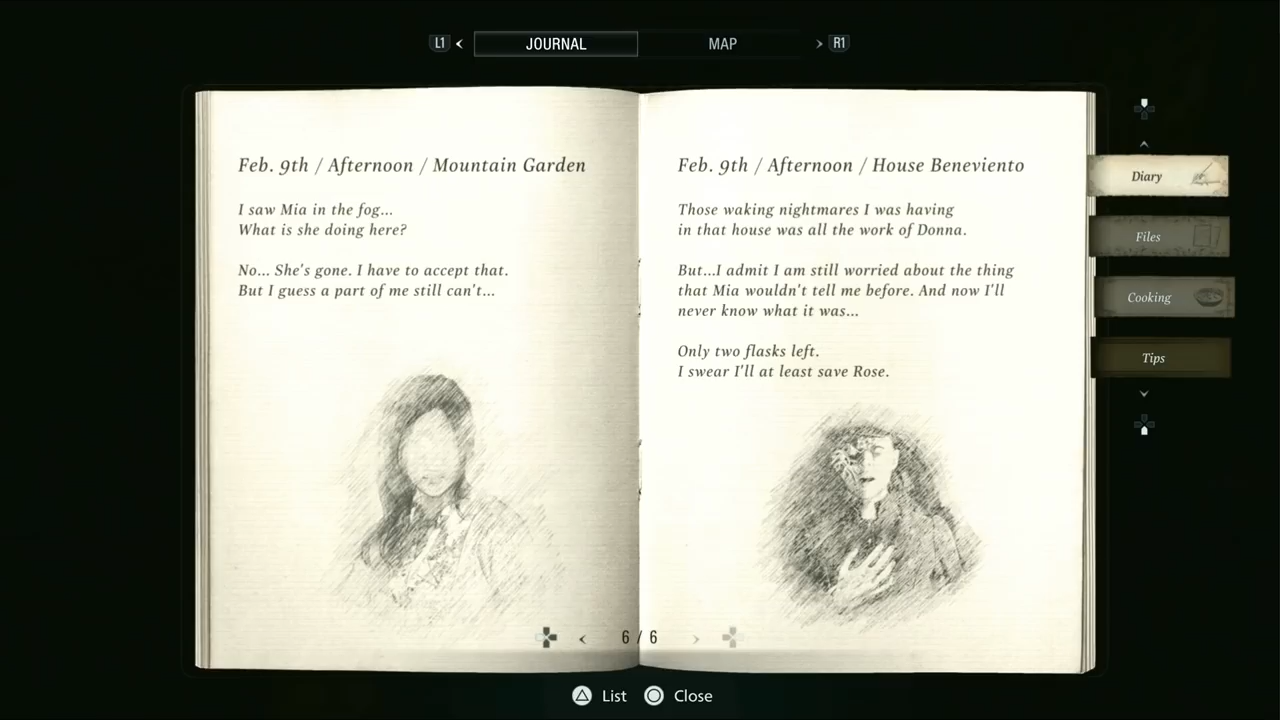 L1 JOURNAL MAP R1
Feb. 9th / Afternoon / Mountain Garden
I saw Mia in the fog...
What is she doing here?
No... She's gone. I have to accept that.
But I guess a part of me still can't...
Feb. 9th / Afternoon / House Beneviento
Those waking nightmares I was having
in that house was all the work of Donna.
But...I admit I am still worried about the thing
that Mia wouldn't tell me before. And now I'll
never know what it was...
Only two flasks left.
I swear I'll at least save Rose.
Diary
Files
Cooking
Tips
6 / 6
List Close